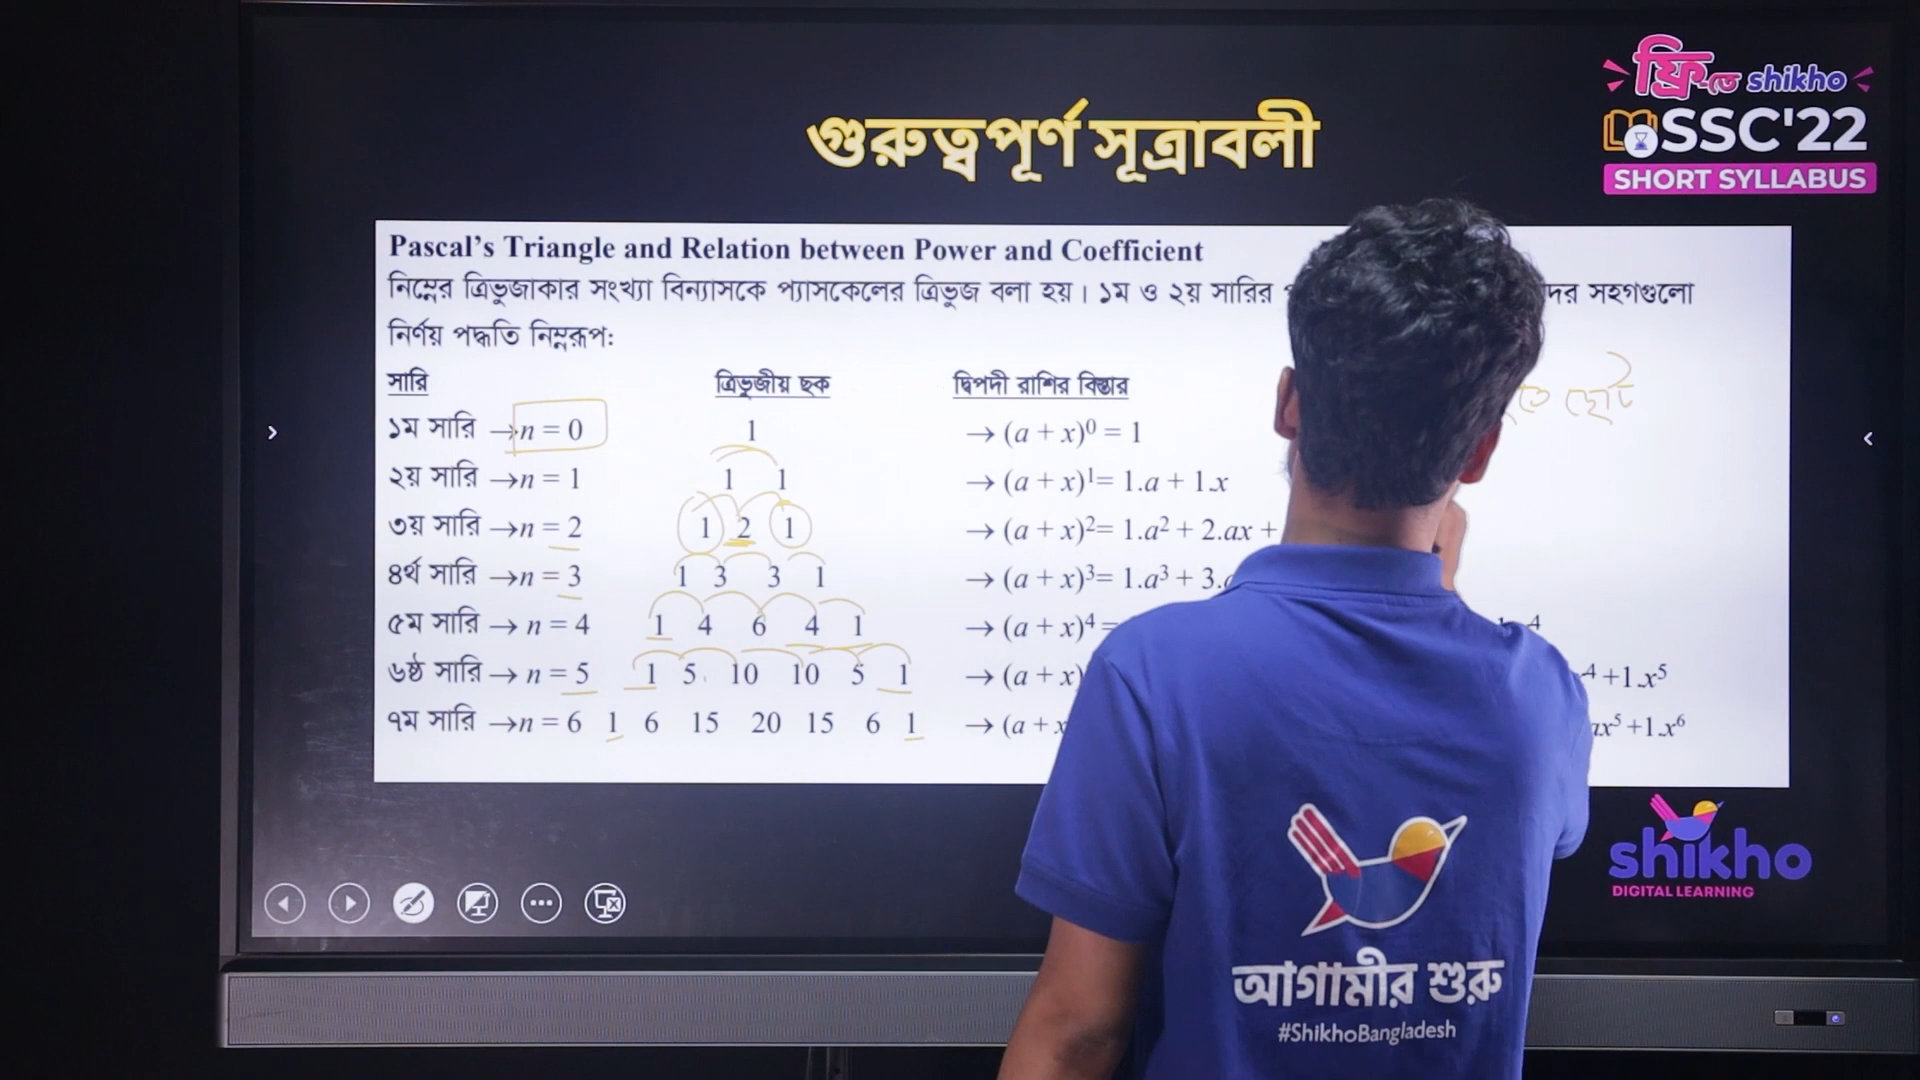 ফ্রি-তে shikho
SSC'22
SHORT SYLLABUS
গুরুত্বপূর্ণ সূত্রাবলী
Pascal's Triangle and Relation between Power and Coefficient
নিম্নের ত্রিভুজাকার সংখ্যা বিন্যাসকে প্যাসকেলের ত্রিভুজ বলা হয়। ১ম ও ২য় সারির সহগগুলো
নির্ণয় পদ্ধতি নিম্নরূপ:
সারি ত্রিভুজীয় ছক দ্বিপদী রাশির বিস্তার
১ম সারি →n = 0 1 → (a + x)⁰ = 1
২য় সারি →n = 1 1 1 → (a + x)¹= 1.a + 1.x
৩য় সারি →n = 2 1 2 1 → (a + x)²= 1.a² + 2.ax +
৪র্থ সারি →n = 3 1 3 3 1 → (a + x)³= 1.a³ + 3.
৫ম সারি → n = 4 1 4 6 4 1 → (a + x)⁴ =
৬ষ্ঠ সারি → n = 5 1 5 10 10 5 1 → (a + x) +1.x⁵
৭ম সারি →n = 6 1 6 15 20 15 6 1 → (a + x ax⁵ +1.x⁶
shikho
DIGITAL LEARNING
আগামীর শুরু
#ShikhoBangladesh